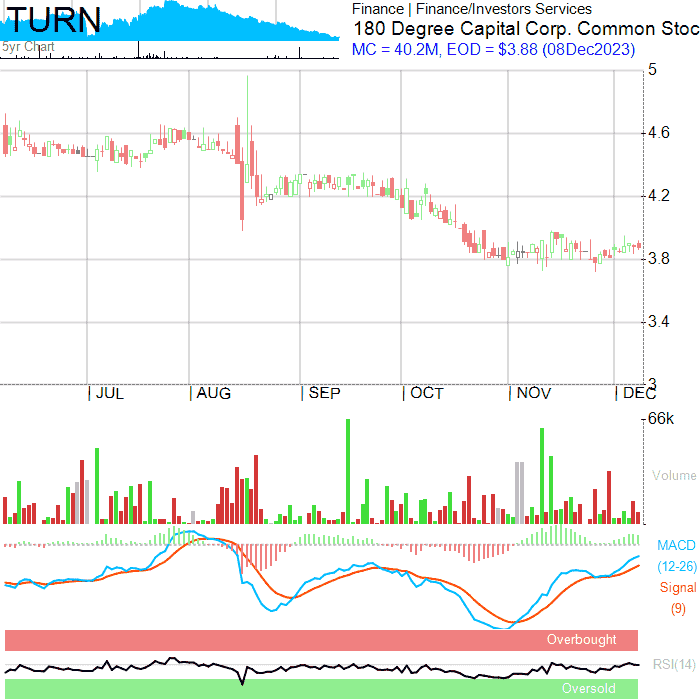 TURN
5yr Chart
Finance | Finance/Investors Services
180 Degree Capital Corp. Common Stoc
MC = 40.2M, EOD = $3.88 (08Dec2023)
5
4.6
4.2
3.8
3.4
3
JUL AUG SEP OCT NOV DEC
66k
Volume
MACD
(12-26)
Signal
(9)
Overbought
RSI(14)
Oversold